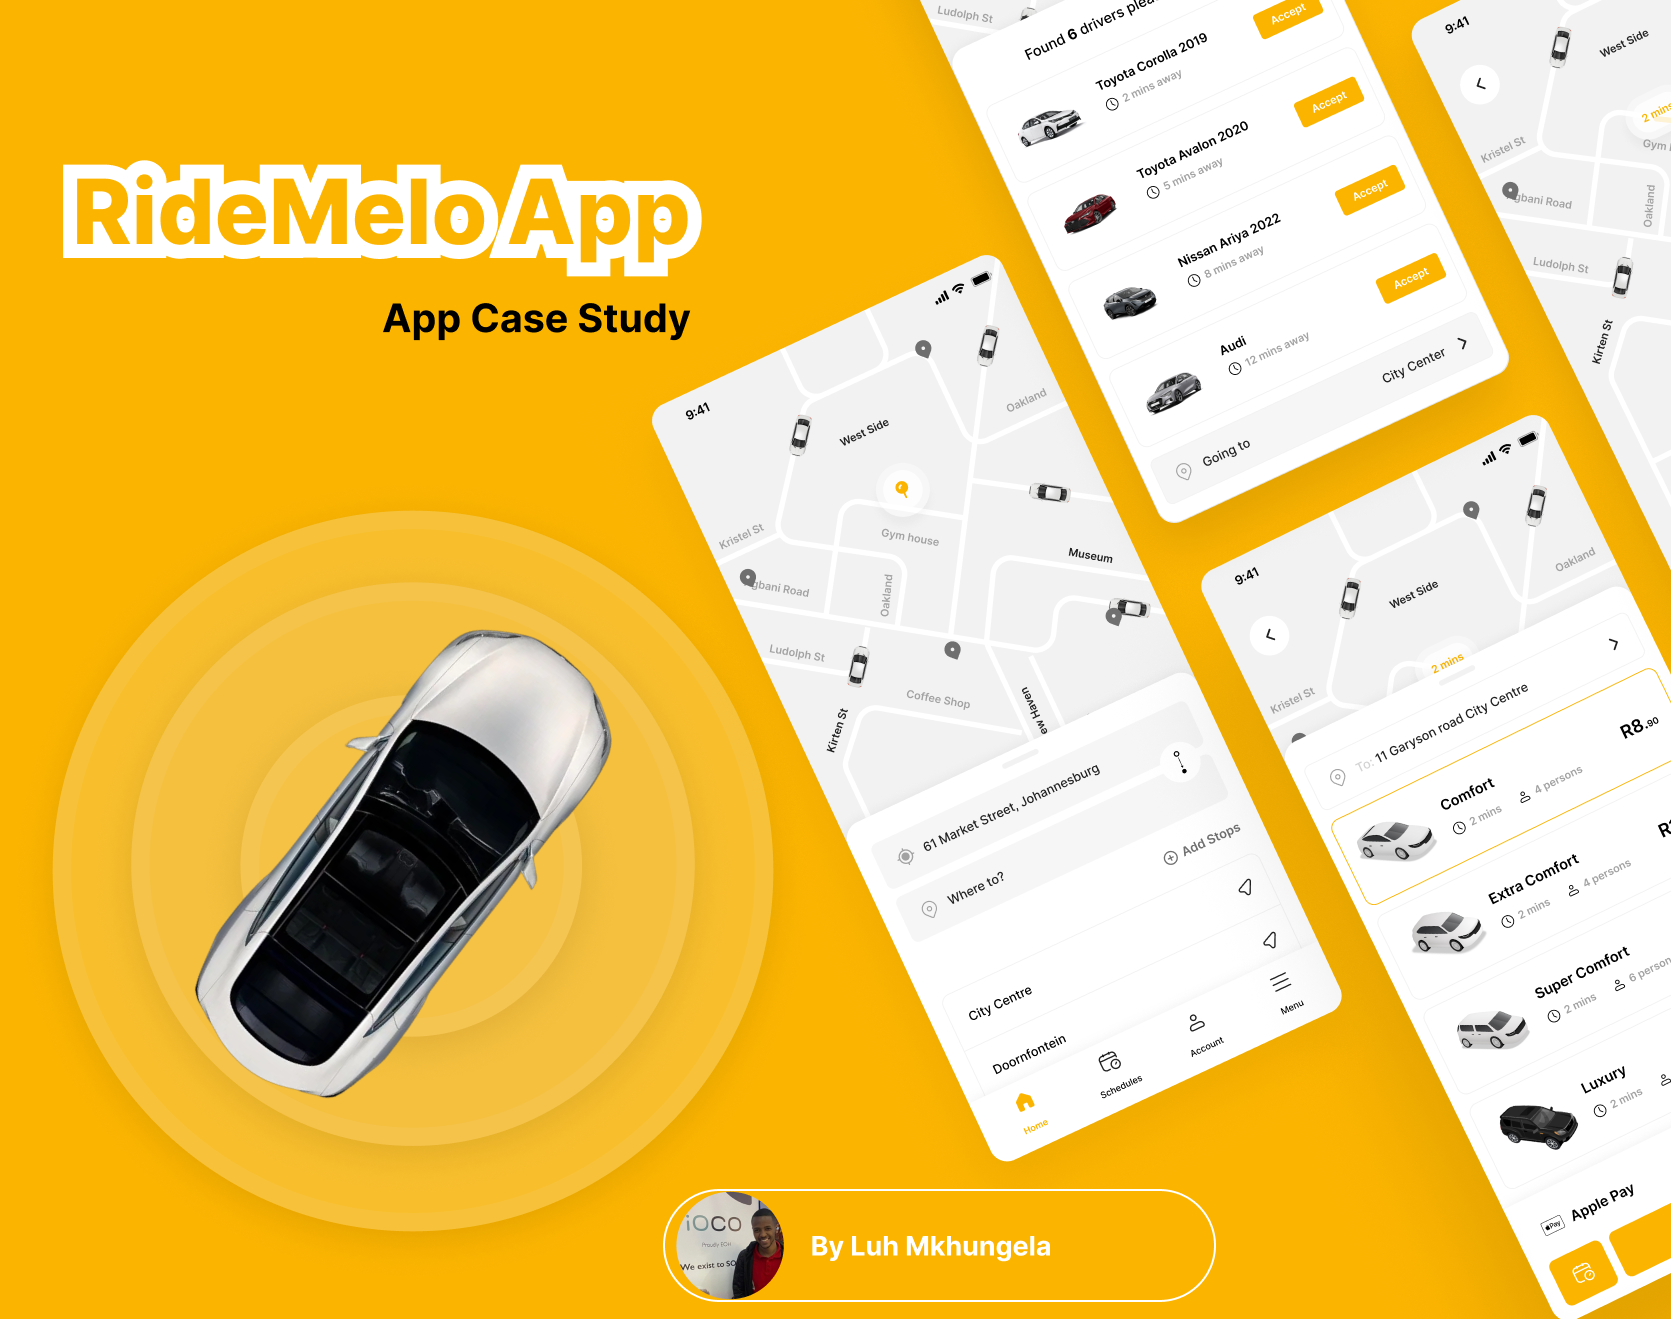 RideMelo App
App Case Study
Ludolph St
Found 6 drivers
Accept
Toyota Corolla 2019
2 mins away
Accept
Toyota Avalon 2020
5 mins away
Accept
Nissan Ariya 2022
8 mins away
Accept
Audi
12 mins away
Going to
City Center
9:41
West Side
2 mins
Kristel St
Gym
gbani Road
Oakland
Ludolph St
Kirten St
9:41
West Side
Oakland
Kristel St
Gym house
Museum
gbani Road
Oakland
Ludolph St
Coffee Shop
Kirten St
ew Haven
61 Market Street, Johannesburg
Where to?
Add Stops
City Centre
Doornfontein
Home
Schedules
Account
Menu
9:41
West Side
Oakland
2 mins
Kristel St
To: 11 Garyson road City Centre
Comfort
R8.90
2 mins
4 persons
Extra Comfort
2 mins
4 persons
Super Comfort
2 mins
6 person
Luxury
2 mins
Pay
Apple Pay
iOCO
We exist to SO
By Luh Mkhungela